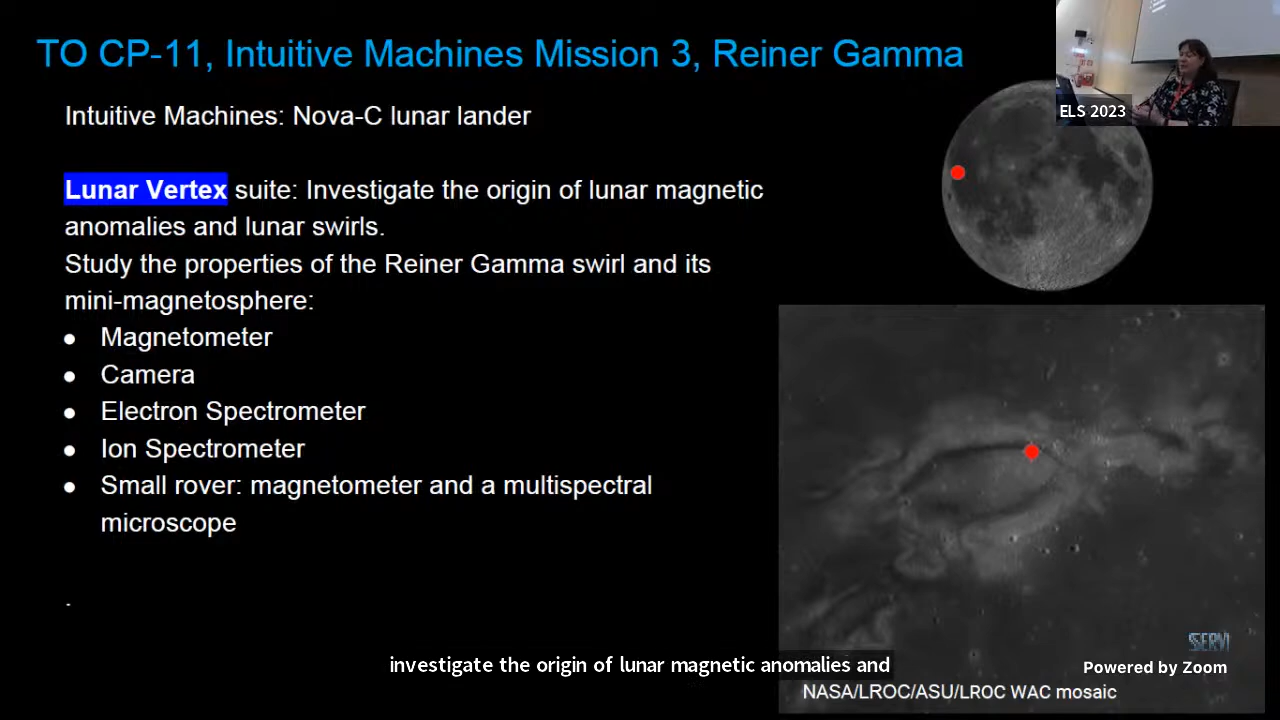 TO CP-11, Intuitive Machines Mission 3, Reiner Gamma
ELS 2023
Intuitive Machines: Nova-C lunar lander
Lunar Vertex suite: Investigate the origin of lunar magnetic
anomalies and lunar swirls.
Study the properties of the Reiner Gamma swirl and its
mini-magnetosphere:
● Magnetometer
● Camera
● Electron Spectrometer
● Ion Spectrometer
● Small rover: magnetometer and a multispectral
microscope
.
SERVI
investigate the origin of lunar magnetic anomalies and
Powered by Zoom
NASA/LROC/ASU/LROC WAC mosaic